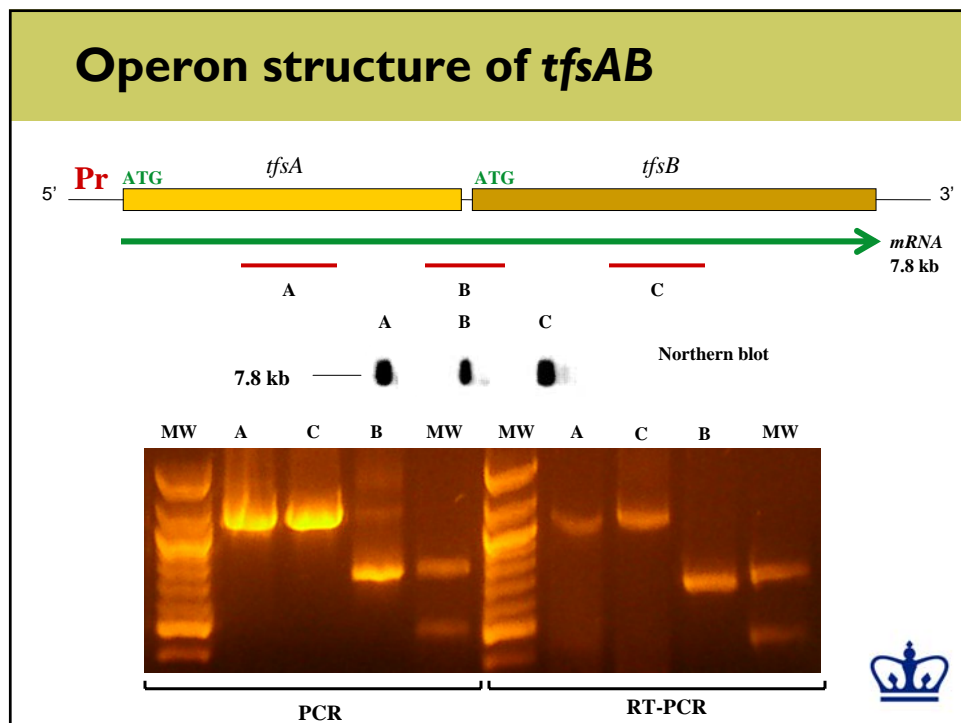 Operon structure of tfsAB
tfsA tfsB
5’ Pr ATG ATG 3’
mRNA
7.8 kb
A B C
A B C
Northern blot
7.8 kb
MW A C B MW MW A C B MW
PCR RT-PCR